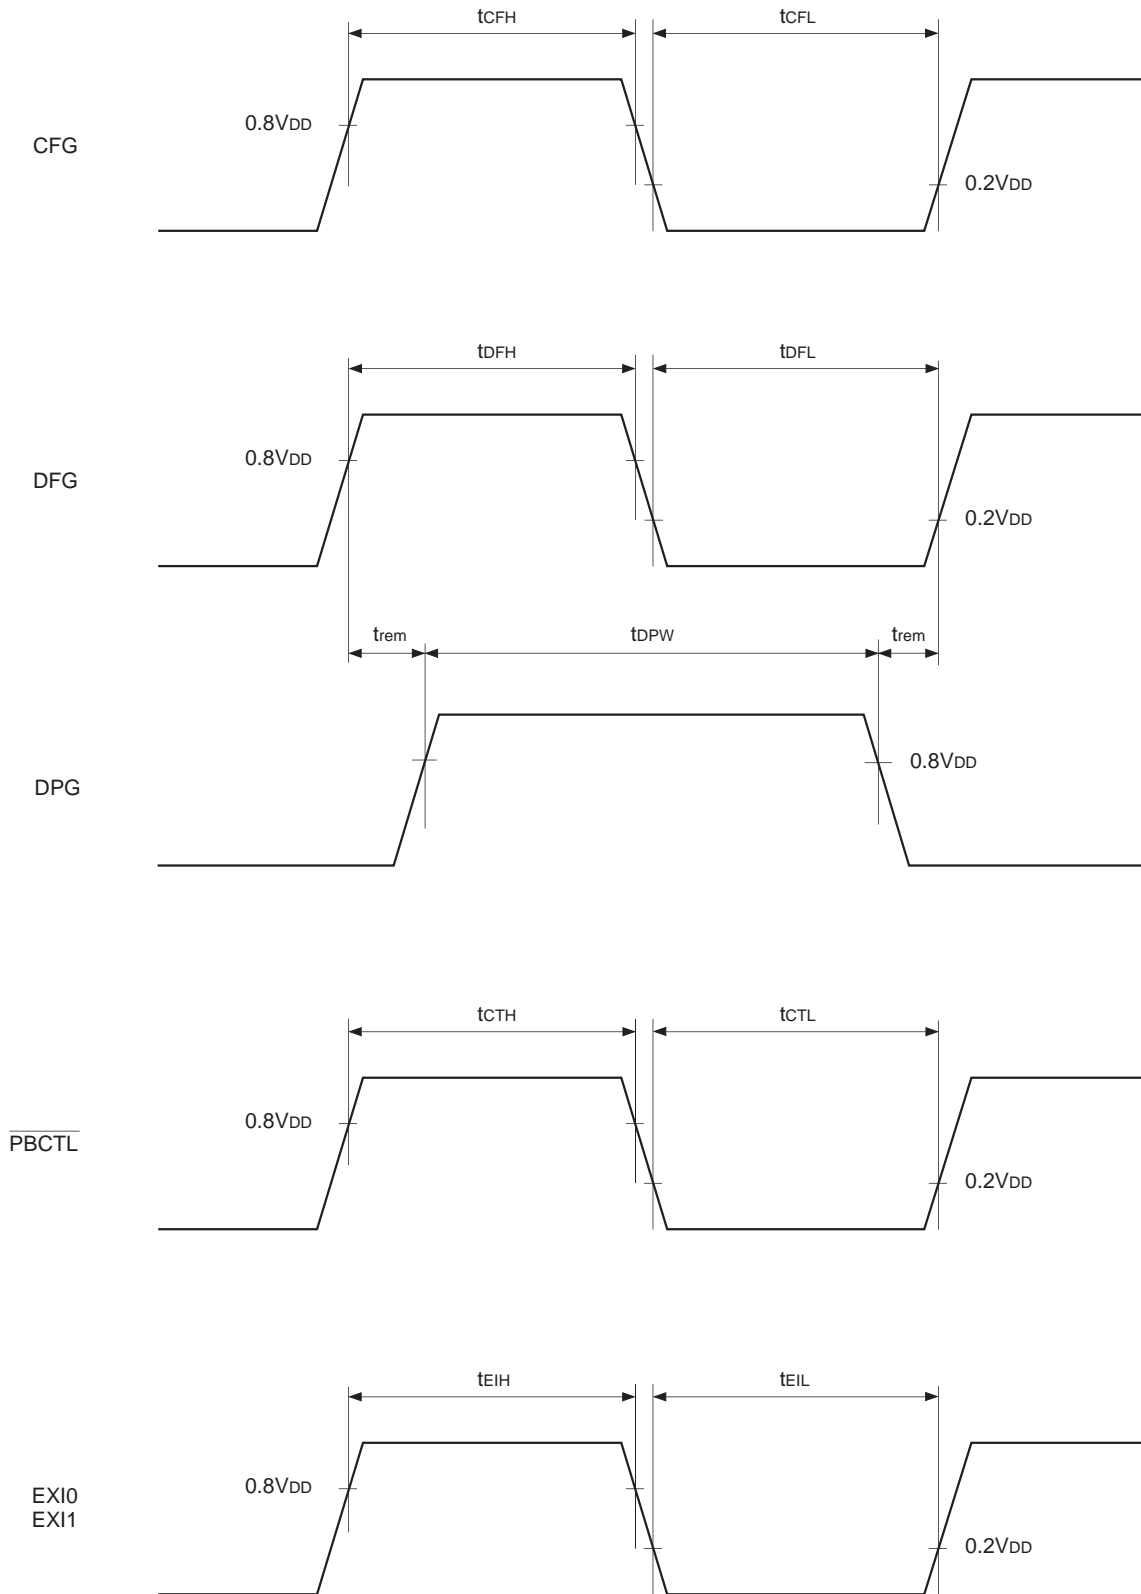 tCFH tCFL
0.8VDD
CFG
0.2VDD
tDFH tDFL
0.8VDD
DFG
0.2VDD
trem tDPW trem
0.8VDD
DPG
tCTH tCTL
0.8VDD
PBCTL
0.2VDD
tEIH tEIL
0.8VDD
EXI0
EXI1
0.2VDD